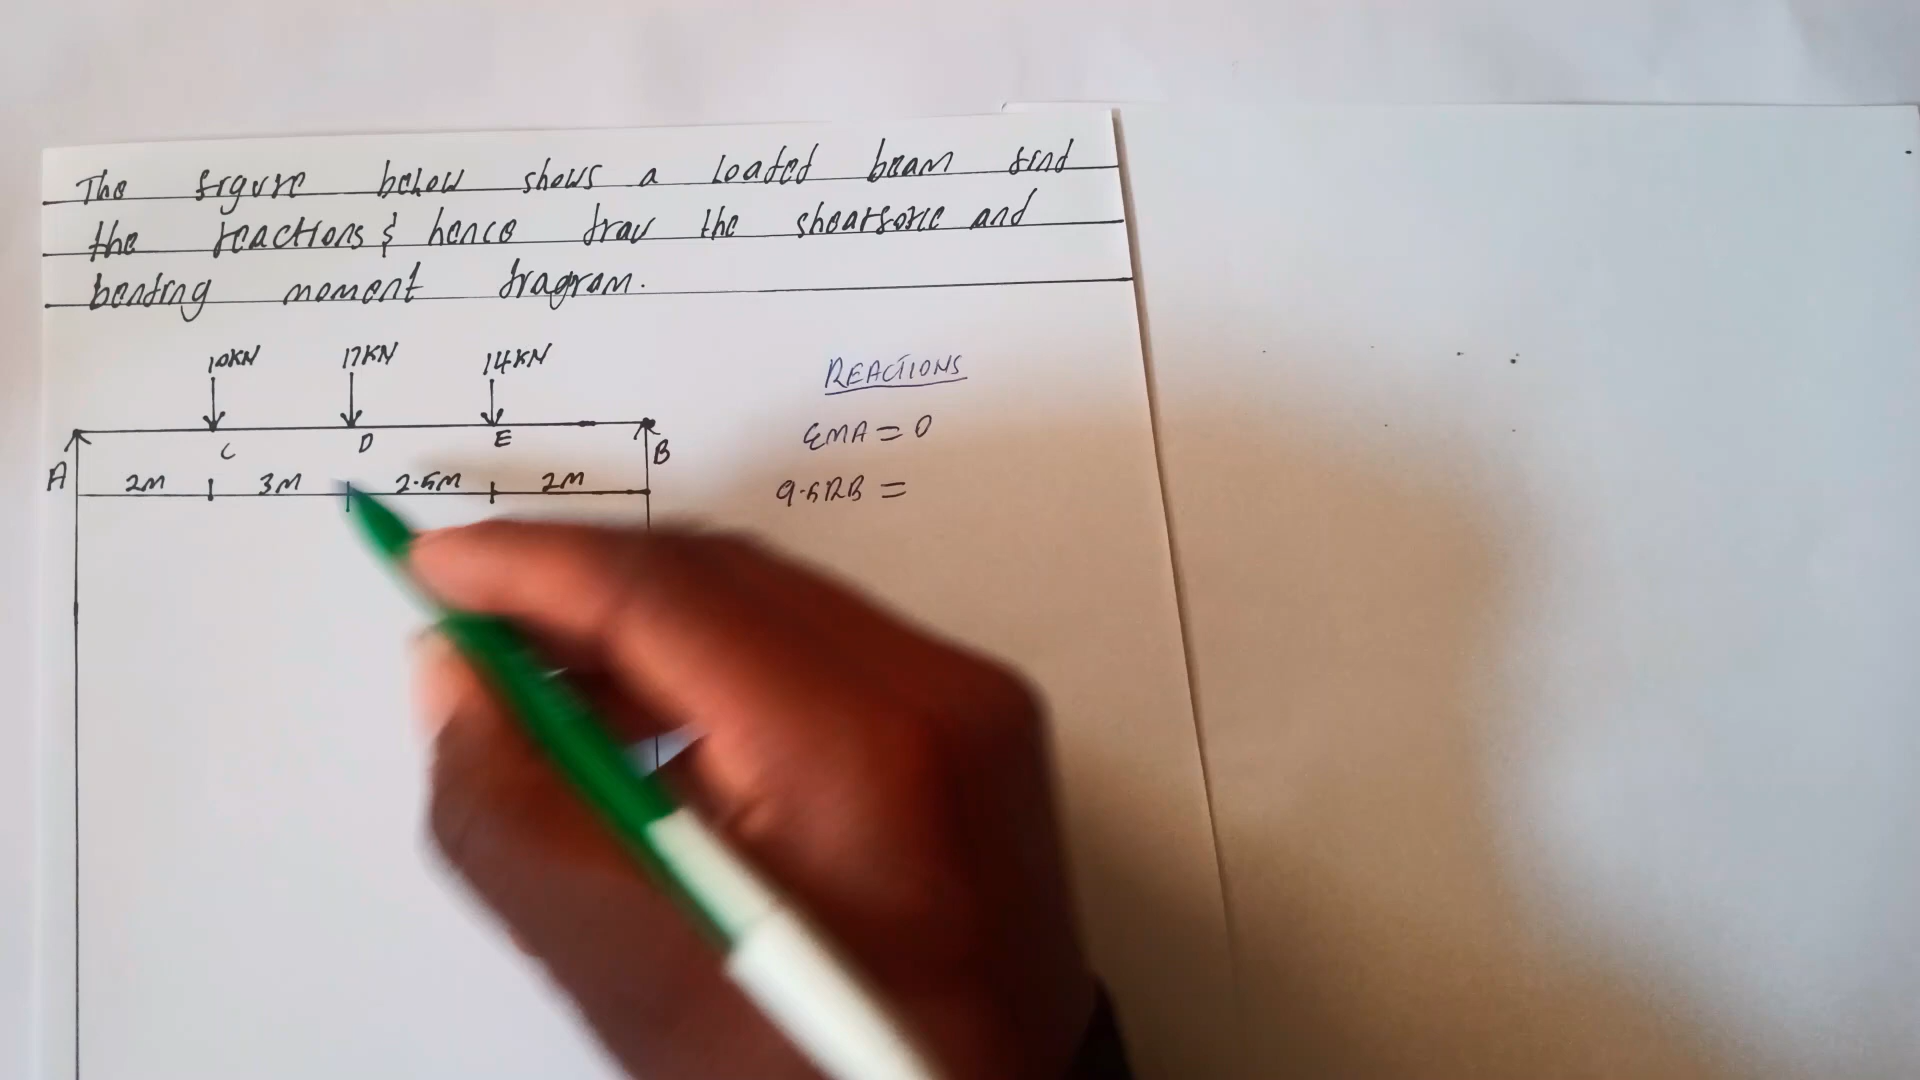 The figure below shows a loaded beam find
the reactions & hence draw the shearforce and
bending moment diagram.
10KN 17KN 14KN
REACTIONS
A C D E B
ΣMA = 0
2M 3M 2.5M 2M
9.5RB =